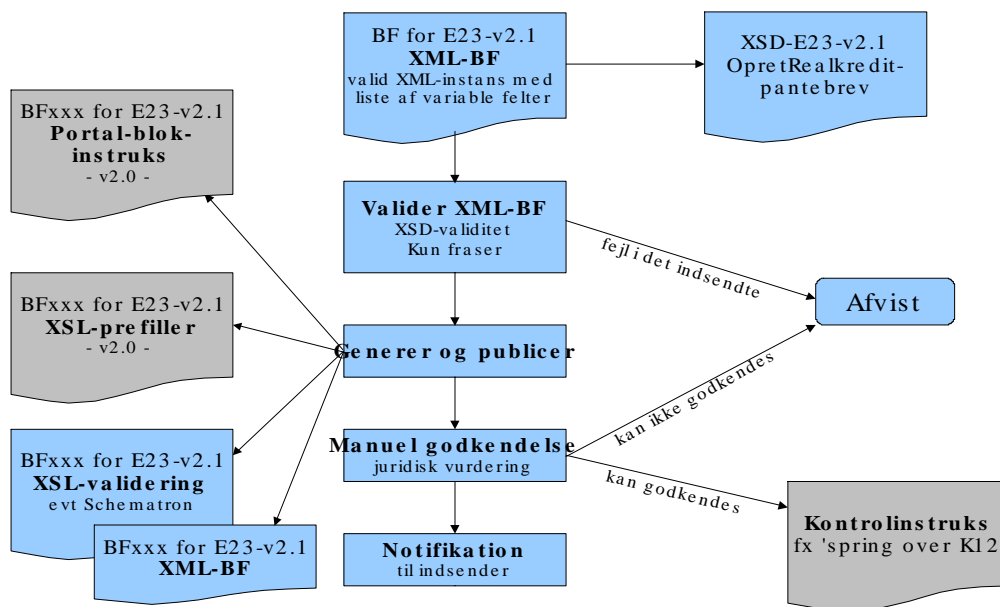 BF for E23-v2.1
XML-BF
valid XML-instans med
liste af variable felter
XSD-E23-v2.1
OpretRealkredit-
pantebrev
BFxxx for E23-v2.1
Portal-blok-
instruks
- v2.0 -
Valider XML-BF
XSD-validitet
Kun fraser
fejl i det indsendte
Afvist
BFxxx for E23-v2.1
XSL-prefiller
- v2.0 -
Generer og publicer
kan ikke godkendes
Manuel godkendelse
juridisk vurdering
kan godkendes
BFxxx for E23-v2.1
XSL-validering
evt Schematron
Kontrolinstruks
fx 'spring over K12
BFxxx for E23-v2.1
XML-BF
Notifikation
til indsender